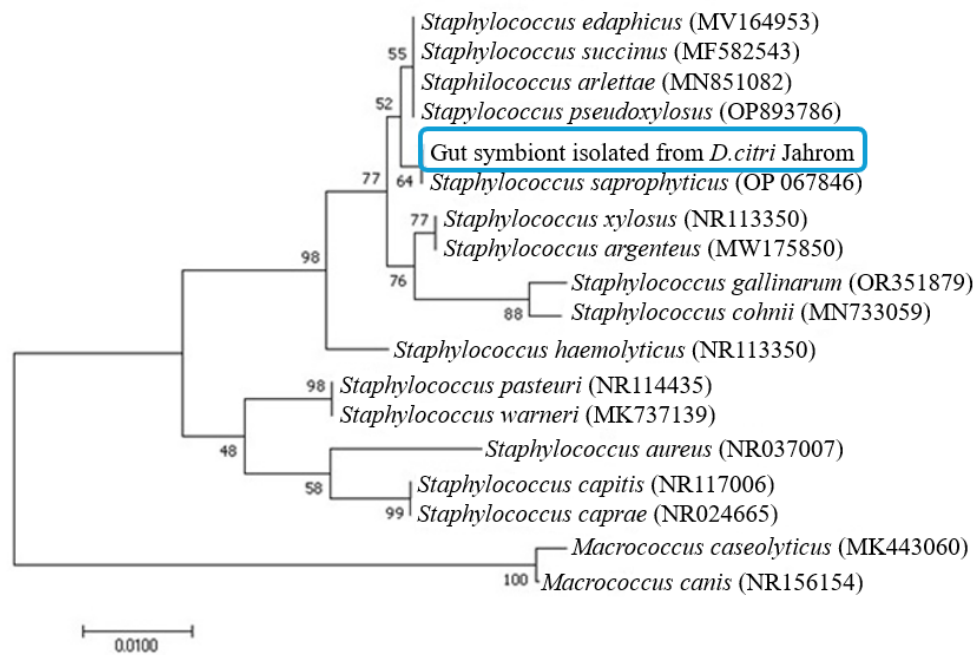 Staphylococcus edaphicus (MV164953)
55
Staphylococcus succinus (MF582543)
Staphilococcus arlettae (MN851082)
52
Stapylococcus pseudoxylosus (OP893786)
Gut symbiont isolated from D.citri Jahrom
77
64
Staphylococcus saprophyticus (OP 067846)
77
Staphylococcus xylosus (NR113350)
Staphylococcus argenteus (MW175850)
98
76
Staphylococcus gallinarum (OR351879)
88
Staphylococcus cohnii (MN733059)
Staphylococcus haemolyticus (NR113350)
98
Staphylococcus pasteuri (NR114435)
Staphylococcus warneri (MK737139)
48
Staphylococcus aureus (NR037007)
58
Staphylococcus capitis (NR117006)
99
Staphylococcus caprae (NR024665)
Macrococcus caseolyticus (MK443060)
100
Macrococcus canis (NR156154)
0.0100